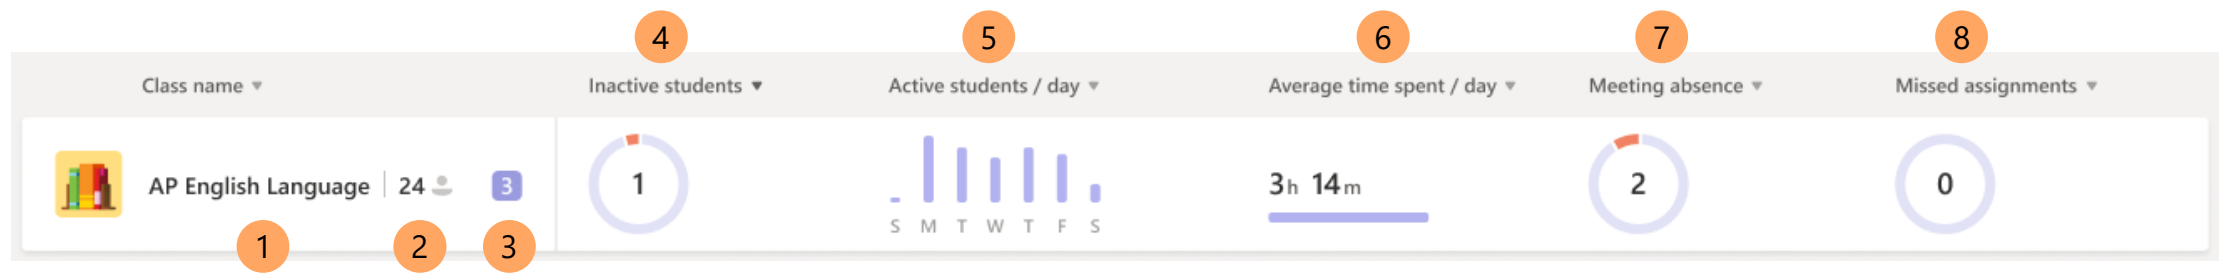 4 5 6 7 8
Class name Inactive students Active students / day Average time spent / day Meeting absence Missed assignments
AP English Language 24 3 1 3h 14m 2 0
S M T W T F S
1 2 3